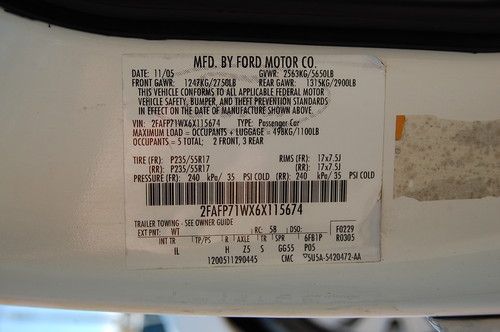 MFD. BY FORD MOTOR CO.
DATE: 11/05 GVWR: 2563KG/5650LB
FRONT GAWR: 1247KG/2750LB REAR GAWR: 1315KG/2900LB
THIS VEHICLE CONFORMS TO ALL APPLICABLE FEDERAL MOTOR
VEHICLE SAFETY, BUMPER, AND THEFT PREVENTION STANDARDS
IN EFFECT ON THE DATE OF MANUFACTURE SHOWN ABOVE.
VIN: 2FAFP71WX6X115674 TYPE: Passenger Car
MAXIMUM LOAD = OCCUPANTS + LUGGAGE = 498KG/1100LB
OCCUPANTS = 5 TOTAL; 2 FRONT, 3 REAR
TIRE (FR): P235/55R17 RIMS (FR): 17x7.5J
(RR): P235/55R17 (RR): 17x7.5J
PRESSURE (FR): 240 kPa/ 35 PSI COLD (RR): 240 kPa/ 35 PSI COLD
2FAFP71WX6X115674
TRAILER TOWING - SEE OWNER GUIDE
EXT PNT: WT RC: 58 DSO: F0229
INT TR TP/PS R AXLE TR SPR 6FB1P R0305
IL H Z5 S GG55 P05
1200511290445 CMC 5U5A-5420472-AA